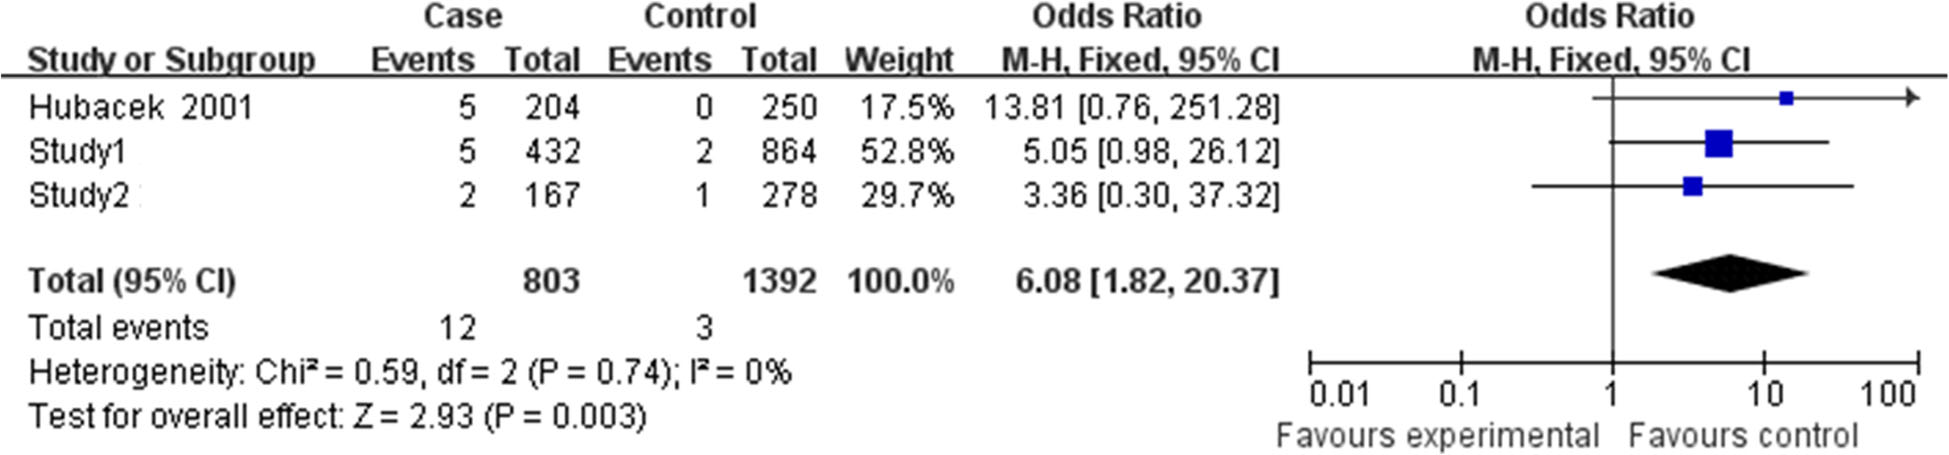 Case Control Odds Ratio Odds Ratio
Study or Subgroup Events Total Events Total Weight M-H, Fixed, 95% CI M-H, Fixed, 95% CI
Hubacek 2001 5 204 0 250 17.5% 13.81 [0.76, 251.28]
Study1 5 432 2 864 52.8% 5.05 [0.98, 26.12]
Study2 2 167 1 278 29.7% 3.36 [0.30, 37.32]
Total (95% CI) 803 1392 100.0% 6.08 [1.82, 20.37]
Total events 12 3
Heterogeneity: Chi² = 0.59, df = 2 (P = 0.74); I² = 0%
Test for overall effect: Z = 2.93 (P = 0.003)
0.01 0.1 1 10 100
Favours experimental Favours control